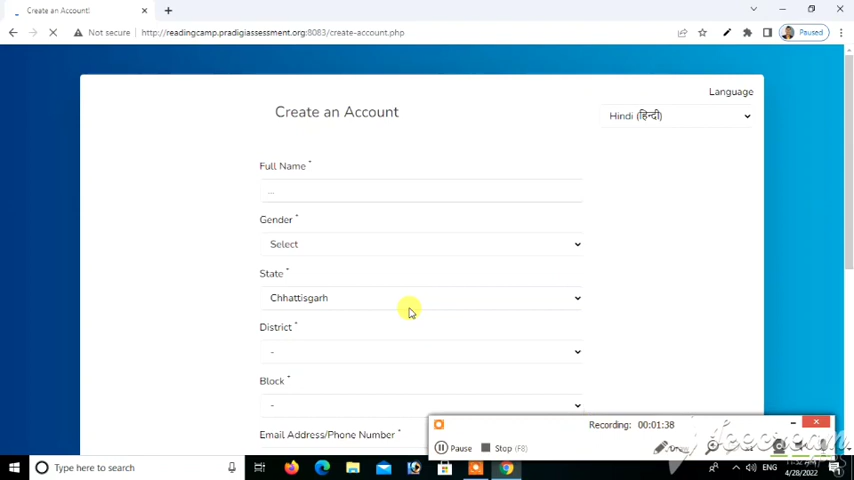 Create an Account!
Not secure
http://readingcamp.pradigiassessment.org:8083/create-account.php
Paused
Language
Create an Account
Hindi (हिन्दी)
Full Name *
...
Gender *
Select
State *
Chhattisgarh
District *
-
Block *
-
Email Address/Phone Number *
Recording: 00:01:38
Pause
Stop (F8)
icecream
Type here to search
ENG
4/28/2022